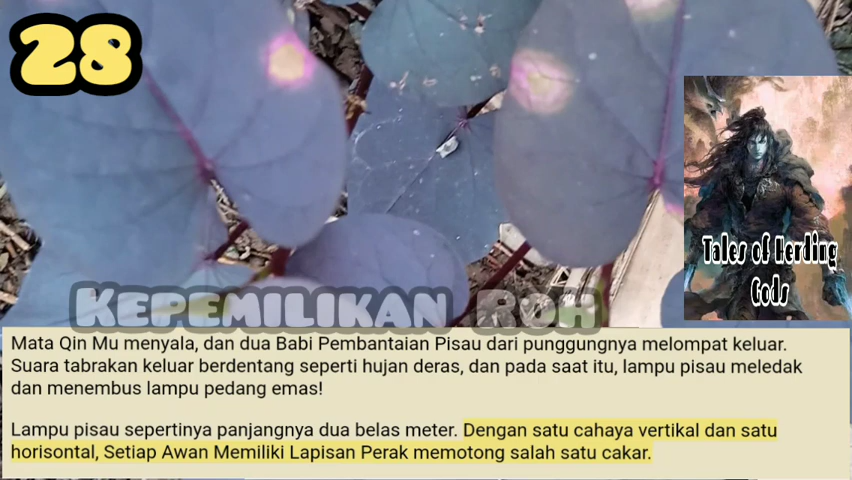 28
Tales of Herding
Gods
KEPEMILIKAN ROH
Mata Qin Mu menyala, dan dua Babi Pembantaian Pisau dari punggungnya melompat keluar.
Suara tabrakan keluar berdentang seperti hujan deras, dan pada saat itu, lampu pisau meledak
dan menembus lampu pedang emas!
Lampu pisau sepertinya panjangnya dua belas meter. Dengan satu cahaya vertikal dan satu
horisontal, Setiap Awan Memiliki Lapisan Perak memotong salah satu cakar.